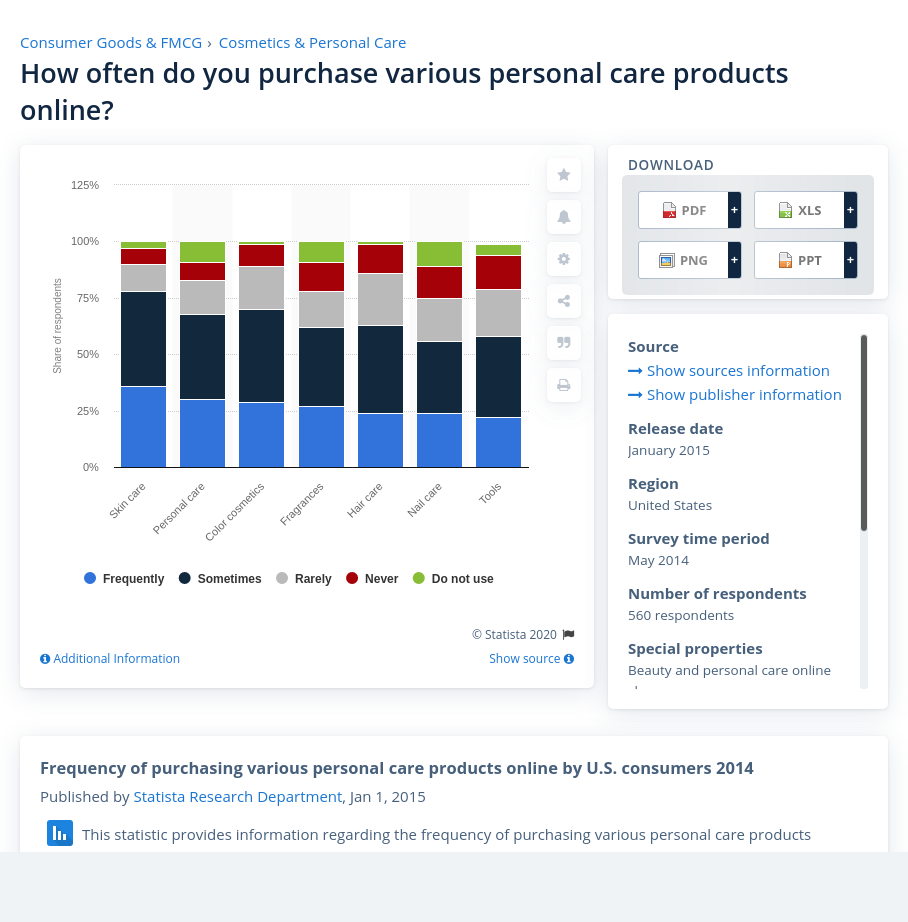 Consumer Goods & FMCG › Cosmetics & Personal Care
How often do you purchase various personal care products
online?
125%
100%
75%
50%
25%
0%
Share of respondents
Skin care
Personal care
Color cosmetics
Fragrances
Hair care
Nail care
Tools
Frequently Sometimes Rarely Never Do not use
© Statista 2020
Additional Information Show source
DOWNLOAD
PDF + XLS +
PNG + PPT +
Source
Show sources information
Show publisher information
Release date
January 2015
Region
United States
Survey time period
May 2014
Number of respondents
560 respondents
Special properties
Beauty and personal care online
Frequency of purchasing various personal care products online by U.S. consumers 2014
Published by Statista Research Department, Jan 1, 2015
This statistic provides information regarding the frequency of purchasing various personal care products